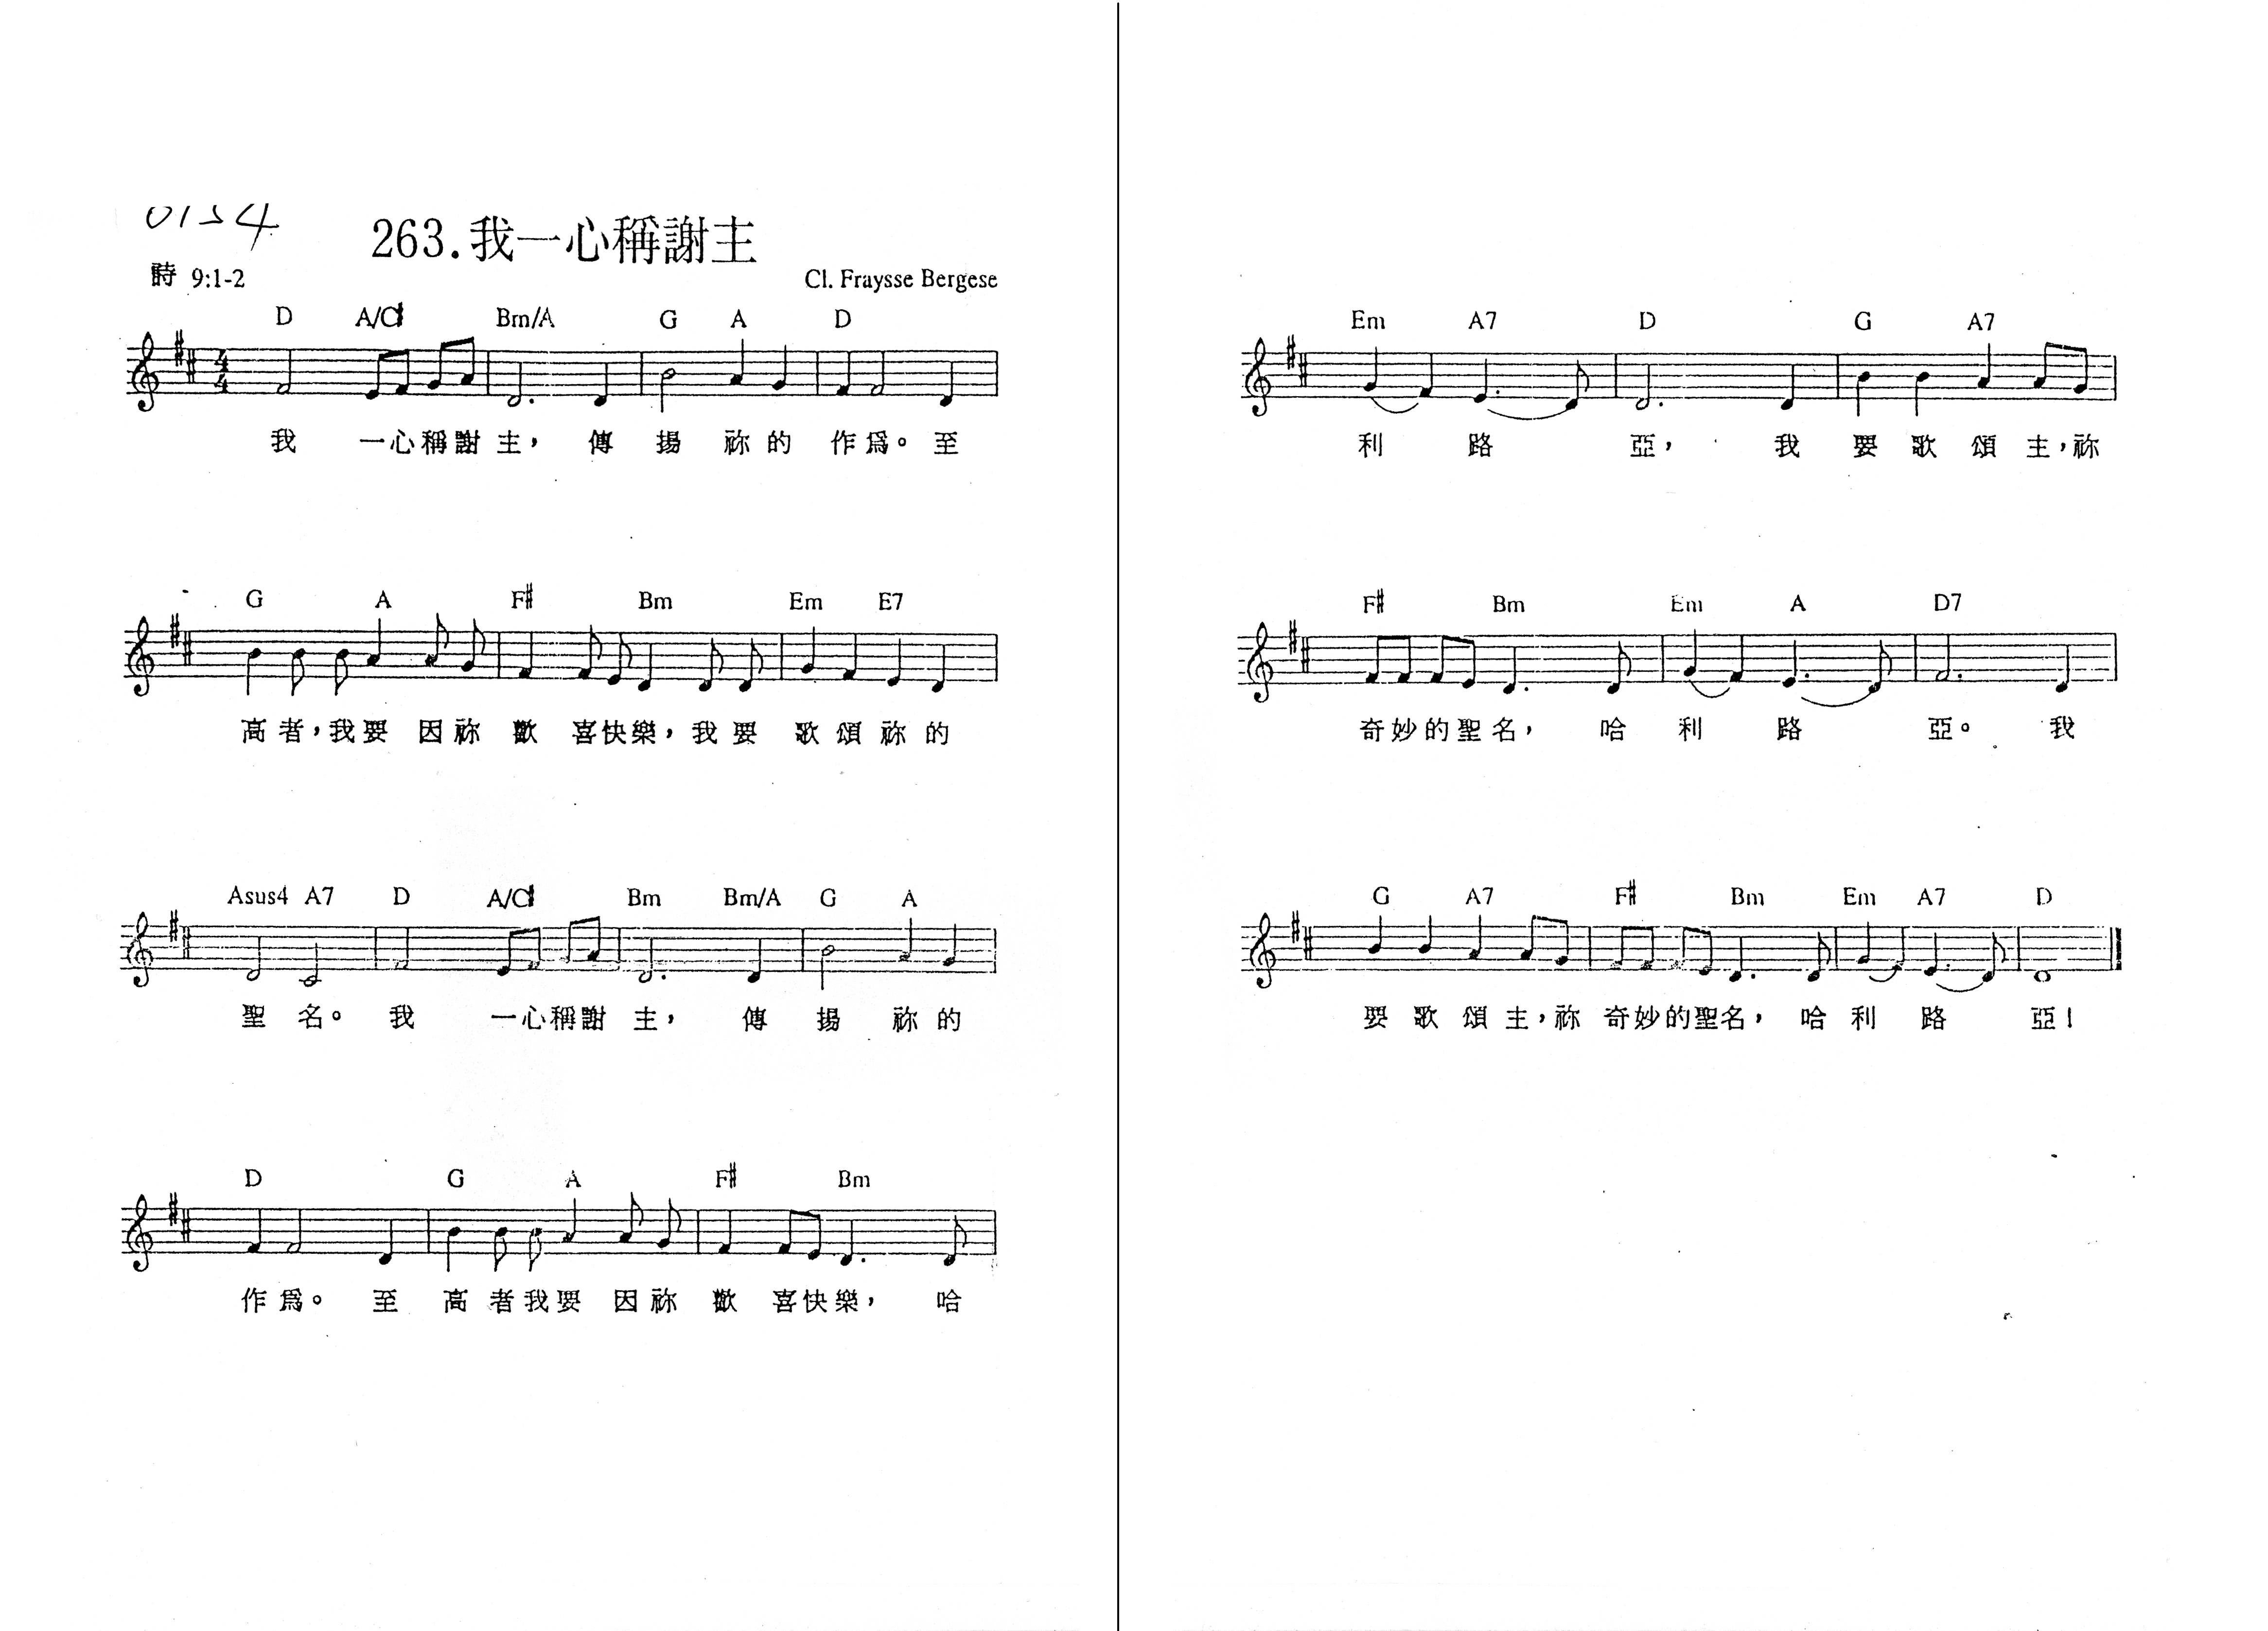 0134
263.我一心稱謝主
詩 9:1-2
Cl. Fraysse Bergese
D A/C# Bm/A G A D
我 一心稱謝主，傳揚祢的作爲。至
G A F# Bm Em E7
高者，我要因祢歡喜快樂，我要歌頌祢的
Asus4 A7 D A/C# Bm Bm/A G A
聖名。我 一心稱謝主，傳揚祢的
D G A F# Bm
作爲。至高者我要因祢歡喜快樂，哈
Em A7 D G A7
利路亞，我要歌頌主，祢
F# Bm Em A D7
奇妙的聖名，哈利路亞。我
G A7 F# Bm Em A7 D
要歌頌主，祢奇妙的聖名，哈利路亞！